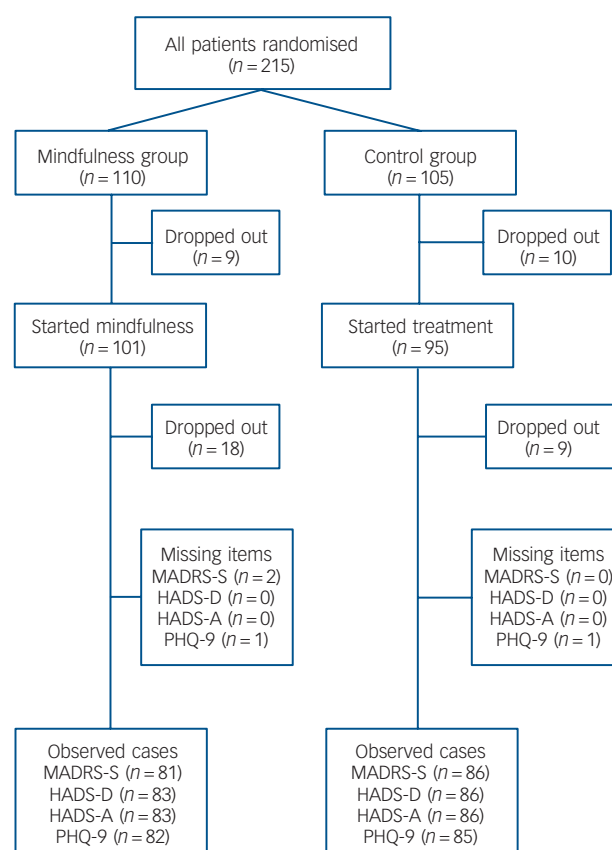 All patients randomised
(n=215)
Mindfulness group
(n=110)
Control group
(n=105)
Dropped out
(n=9)
Dropped out
(n=10)
Started mindfulness
(n=101)
Started treatment
(n=95)
Dropped out
(n=18)
Dropped out
(n=9)
Missing items
MADRS-S (n=2)
HADS-D (n=0)
HADS-A (n=0)
PHQ-9 (n=1)
Missing items
MADRS-S (n=0)
HADS-D (n=0)
HADS-A (n=0)
PHQ-9 (n=1)
Observed cases
MADRS-S (n=81)
HADS-D (n=83)
HADS-A (n=83)
PHQ-9 (n=82)
Observed cases
MADRS-S (n=86)
HADS-D (n=86)
HADS-A (n=86)
PHQ-9 (n=85)